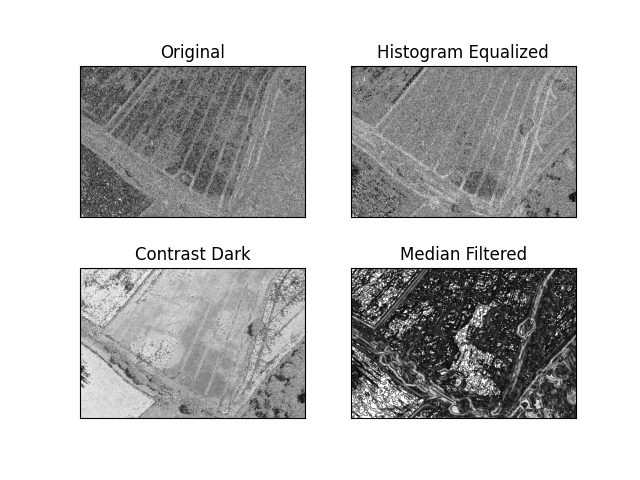 Original
Histogram Equalized
Contrast Dark
Median Filtered